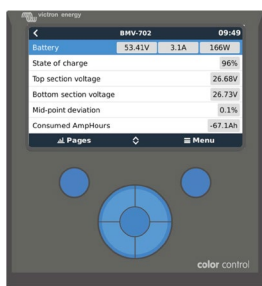 victron energy
BMV-702 09:49
Battery 53.41V 3.1A 166W
State of charge 96%
Top section voltage 26.68V
Bottom section voltage 26.73V
Mid-point deviation 0.1%
Consumed AmpHours -67.1Ah
Pages Menu
color control